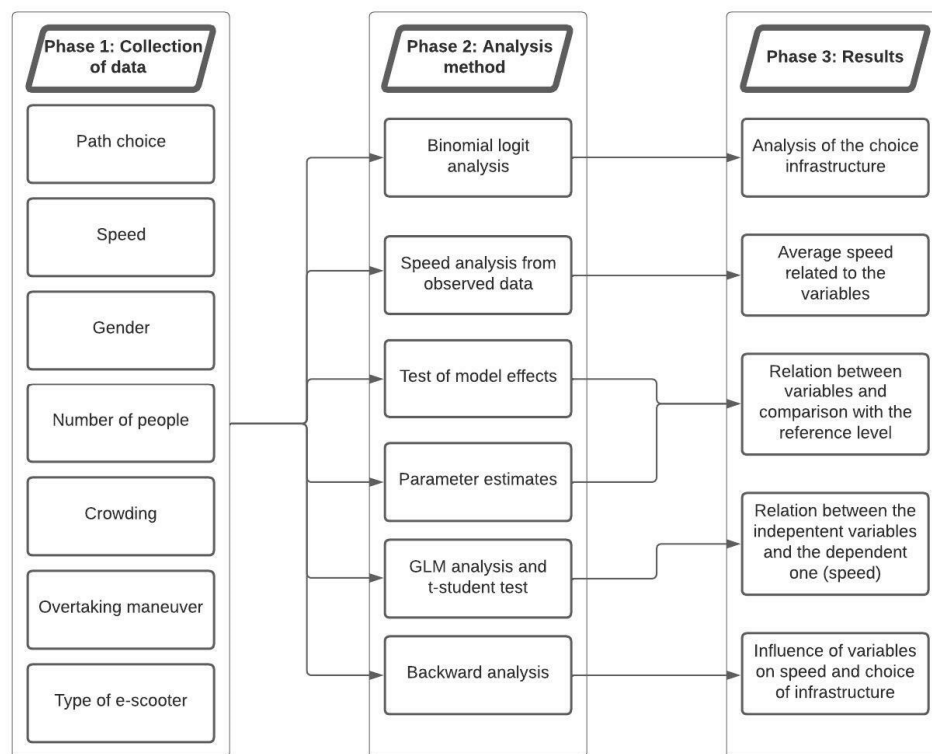 Phase 1: Collection
of data
Path choice
Speed
Gender
Number of people
Crowding
Overtaking maneuver
Type of e-scooter
Phase 2: Analysis
method
Binomial logit
analysis
Speed analysis from
observed data
Test of model effects
Parameter estimates
GLM analysis and
t-student test
Backward analysis
Phase 3: Results
Analysis of the choice
infrastructure
Average speed
related to the
variables
Relation between
variables and
comparison with the
reference level
Relation between the
indepentent variables
and the dependent
one (speed)
Influence of variables
on speed and choice
of infrastructure